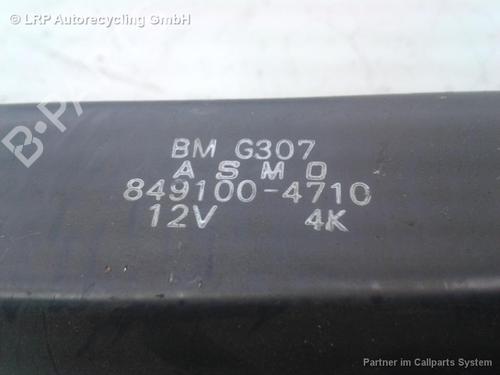 © LRP Autorecycling GmbH
BM G307
ASMO
849100-4710
12V 4K
Partner im Callparts System